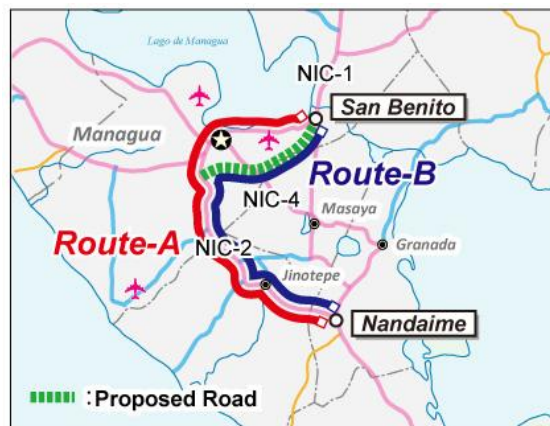 Lago de Managua
NIC-1
San Benito
Managua
Route-B
NIC-4
Masaya
Route-A
NIC-2
Granada
Jinotepe
Nandaime
:Proposed Road